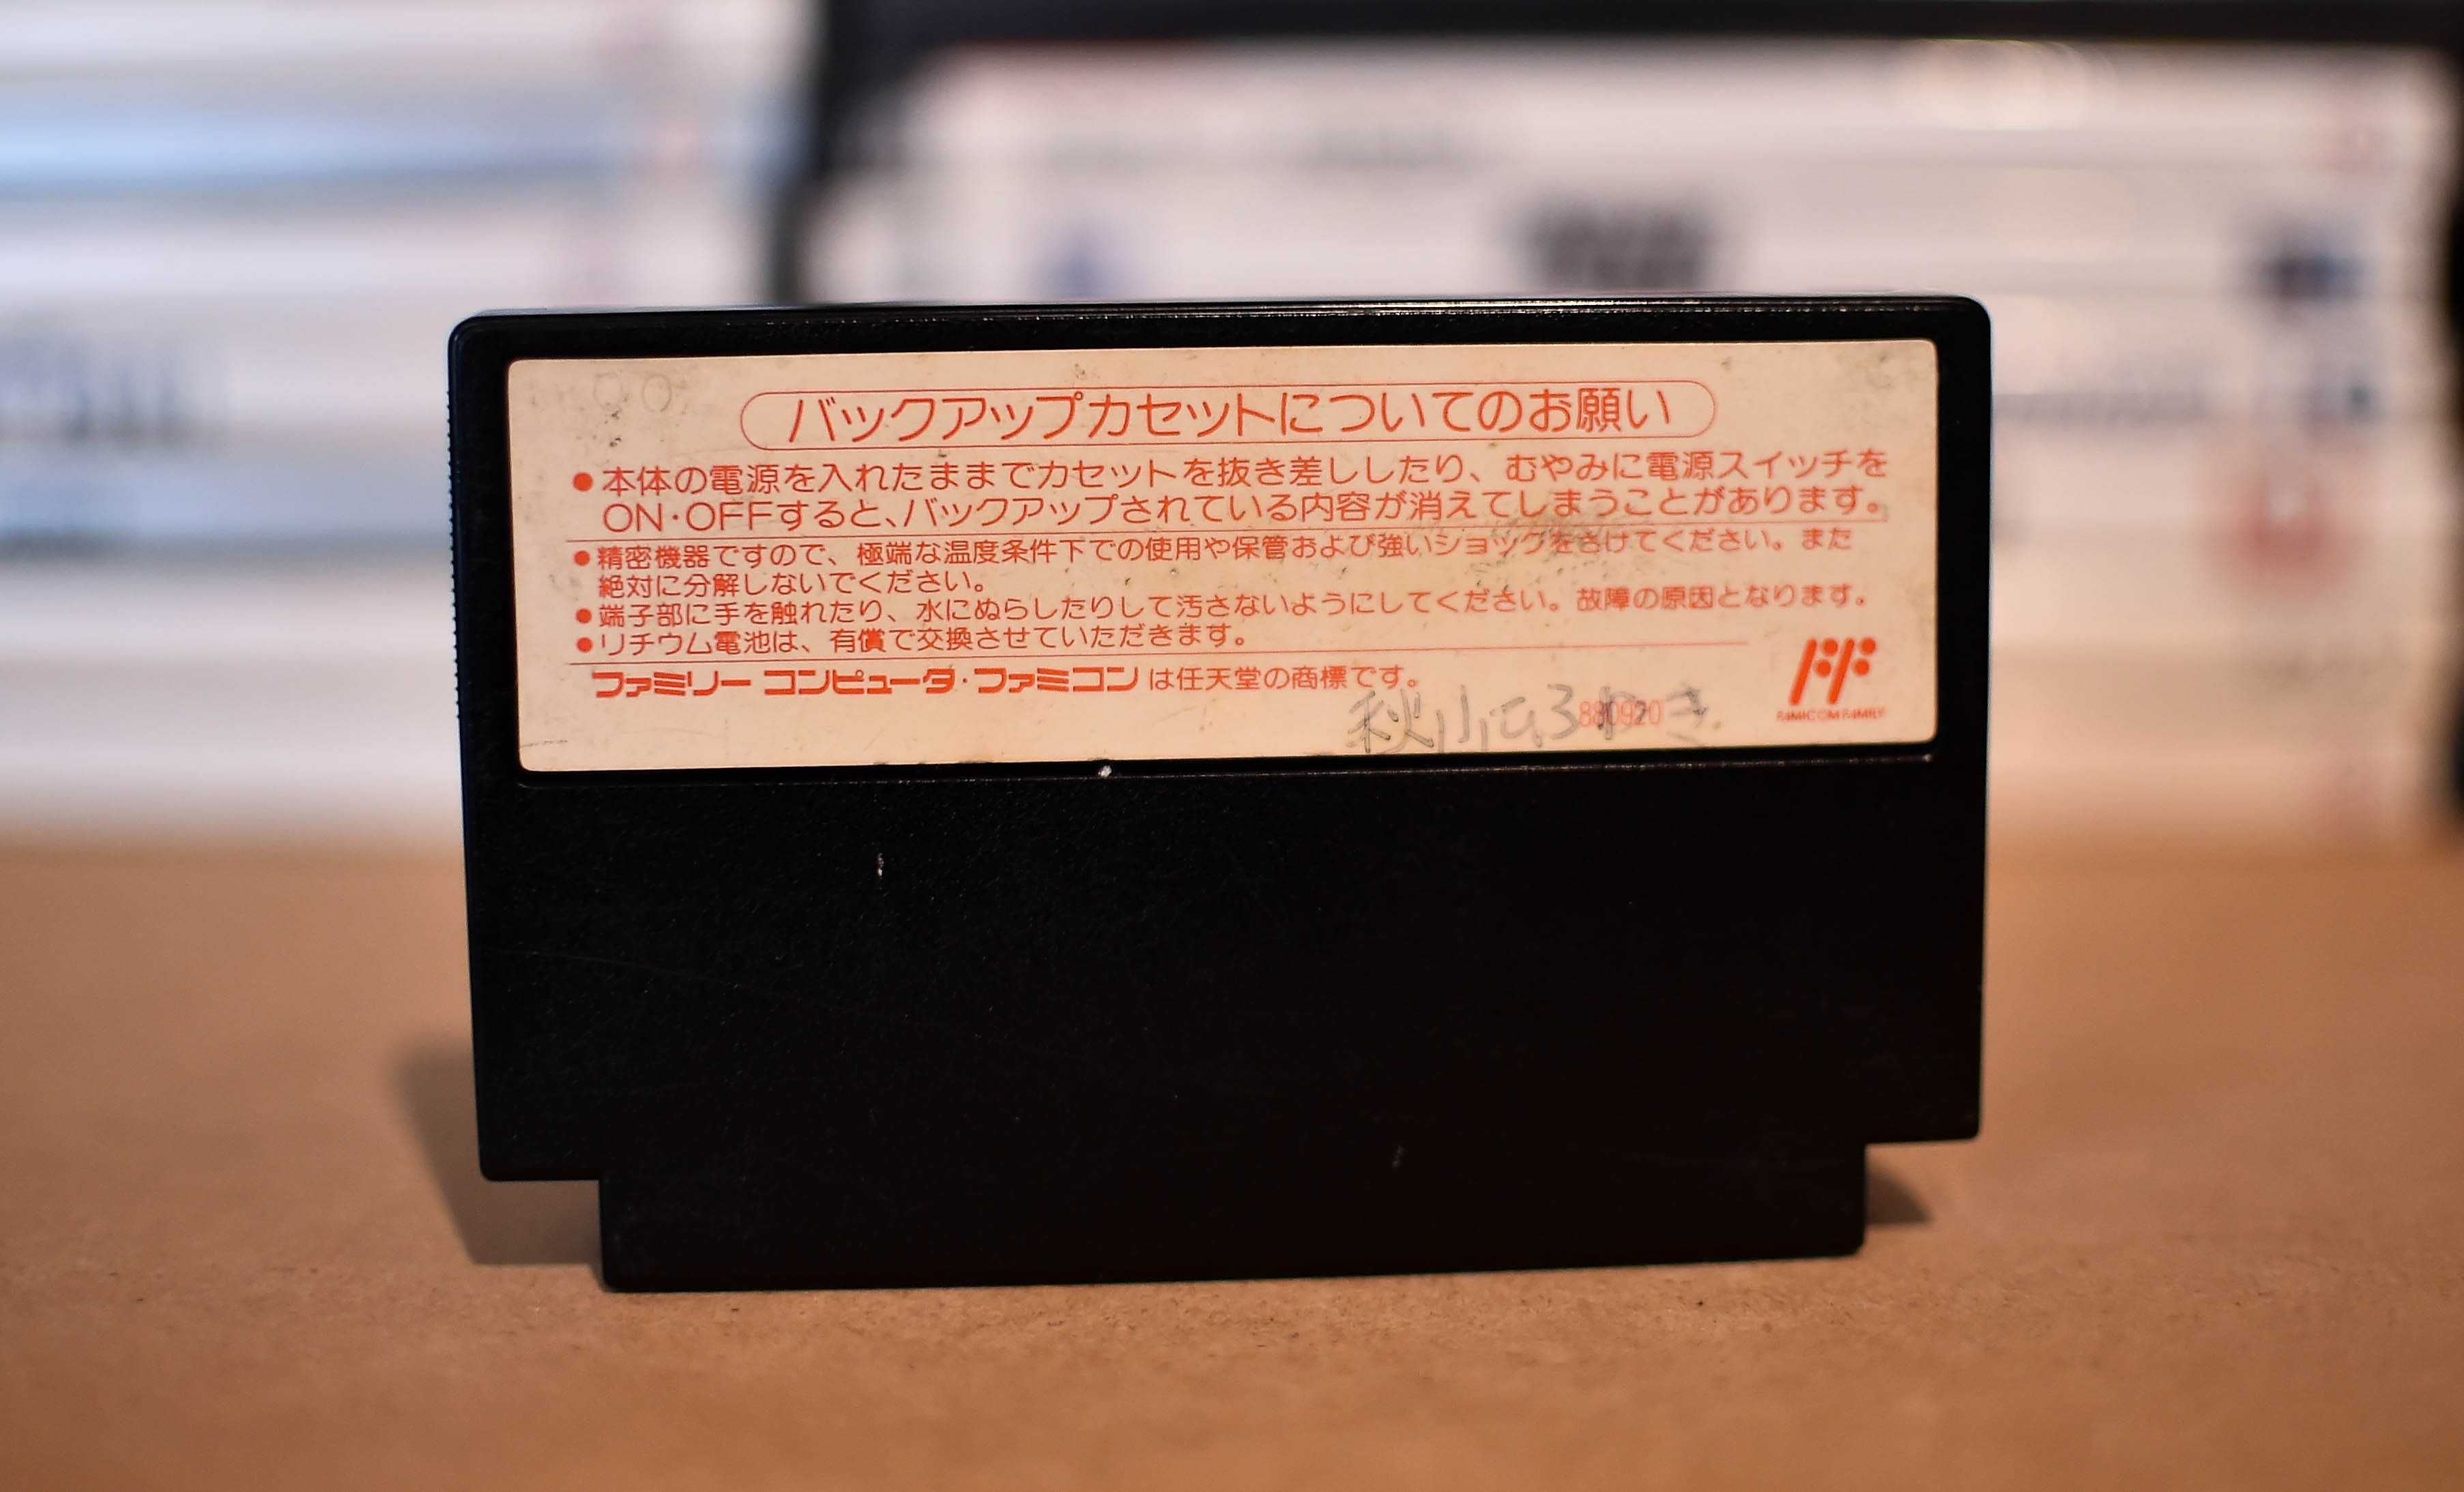 バックアップカセットについてのお願い
●本体の電源を入れたままでカセットを抜き差ししたり、むやみに電源スイッチを
ON・OFFすると、バックアップされている内容が消えてしまうことがあります。
●精密機器ですので、極端な温度条件下での使用や保管および強いショックをさけてください。また
絶対に分解しないでください。
●端子部に手を触れたり、水にぬらしたりして汚さないようにしてください。故障の原因となります。
●リチウム電池は、有償で交換させていただきます。
ファミリーコンピュータ・ファミコンは任天堂の商標です。
880920
FAMICOM FAMILY